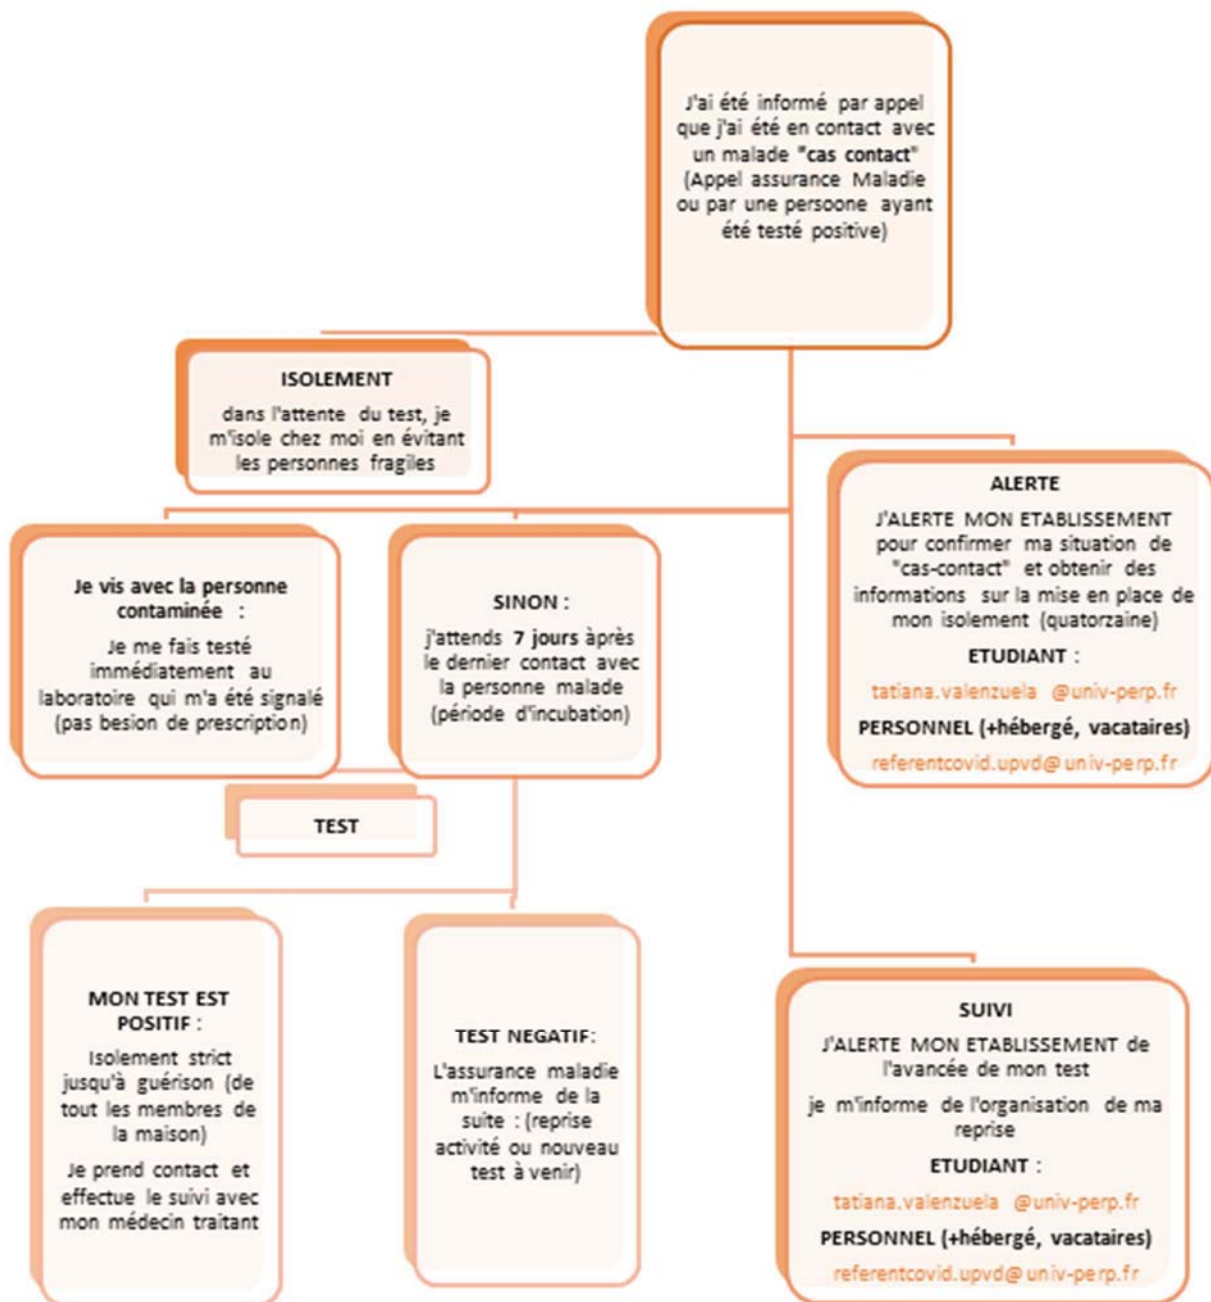 J'ai été informé par appel
que j'ai été en contact avec
un malade "cas contact"
(Appel assurance Maladie
ou par une persoone ayant
été testé positive)
ISOLEMENT
dans l'attente du test, je
m'isole chez moi en évitant
les personnes fragiles
ALERTE
J'ALERTE MON ETABLISSEMENT
pour confirmer ma situation de
"cas-contact" et obtenir des
informations sur la mise en place de
mon isolement (quatorzaine)
ETUDIANT :
tatiana.valenzuela @univ-perp.fr
PERSONNEL (+hébergé, vacataires)
referentcovid.upvd@univ-perp.fr
Je vis avec la personne
contaminée :
Je me fais testé
immédiatement au
laboratoire qui m'a été signalé
(pas besion de prescription)
SINON :
j'attends 7 jours àprès
le dernier contact avec
la personne malade
(période d'incubation)
TEST
MON TEST EST
POSITIF :
Isolement strict
jusqu'à guérison (de
tout les membres de
la maison)
Je prend contact et
effectue le suivi avec
mon médecin traitant
TEST NEGATIF:
L'assurance maladie
m'informe de la
suite : (reprise
activité ou nouveau
test à venir)
SUIVI
J'ALERTE MON ETABLISSEMENT de
l'avancée de mon test
je m'informe de l'organisation de ma
reprise
ETUDIANT :
tatiana.valenzuela @univ-perp.fr
PERSONNEL (+hébergé, vacataires)
referentcovid.upvd@univ-perp.fr